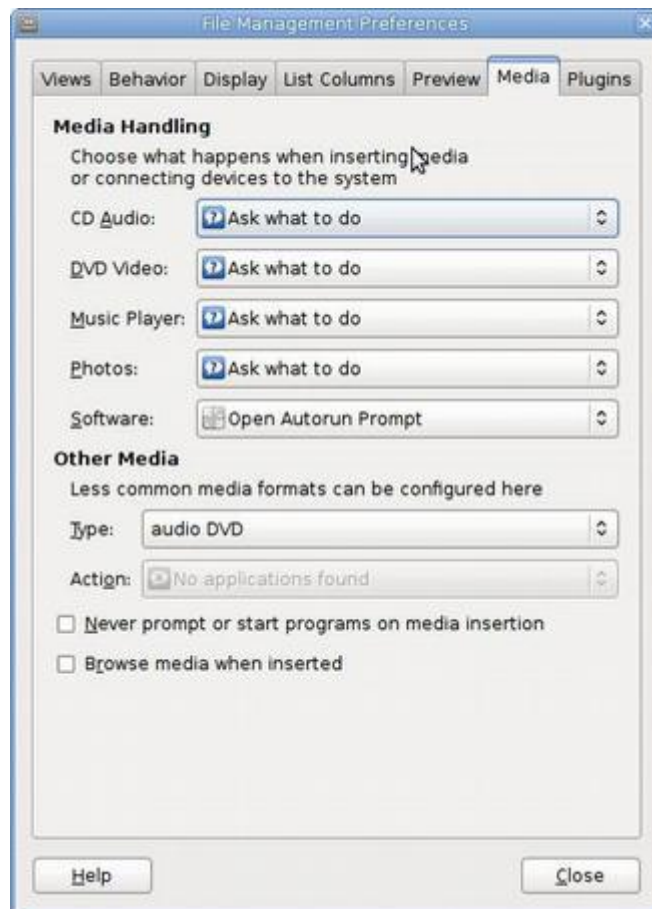 File Management Preferences
Views Behavior Display List Columns Preview Media Plugins
Media Handling
Choose what happens when inserting media
or connecting devices to the system
CD Audio: Ask what to do
DVD Video: Ask what to do
Music Player: Ask what to do
Photos: Ask what to do
Software: Open Autorun Prompt
Other Media
Less common media formats can be configured here
Type: audio DVD
Action: No applications found
Never prompt or start programs on media insertion
Browse media when inserted
Help Close